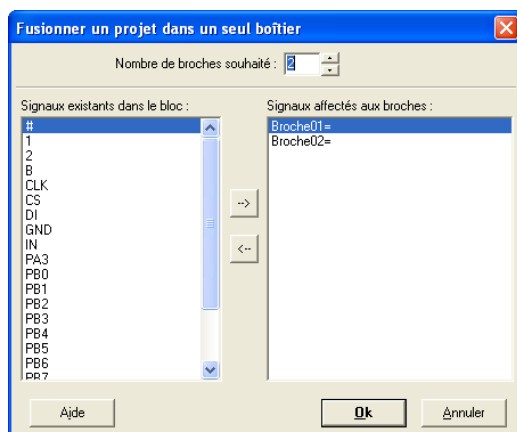 Fusionner un projet dans un seul boîtier
Nombre de broches souhaité : 2
Signaux existants dans le bloc :
#
1
2
B
CLK
CS
DI
GND
IN
PA3
PB0
PB1
PB2
PB3
PB4
PB5
PB6
PB7
-->
<--
Signaux affectés aux broches :
Broche01=
Broche02=
Aide
Ok
Annuler